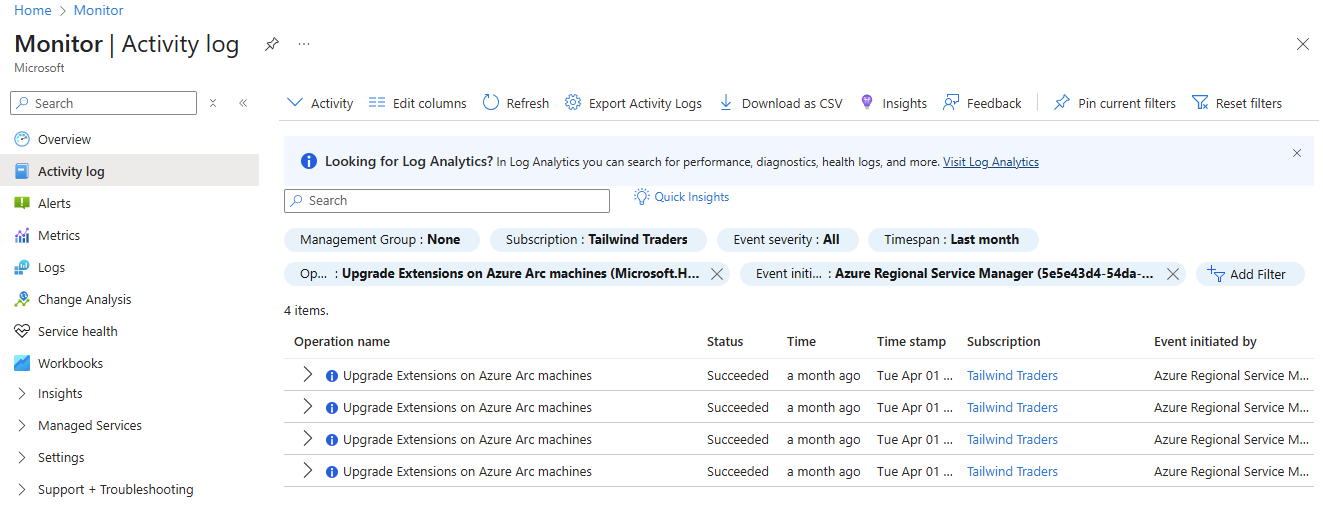 Home > Monitor
Monitor | Activity log ...
Microsoft
Search «
Overview
Activity log
Alerts
Metrics
Logs
Change Analysis
Service health
Workbooks
Insights
Managed Services
Settings
Support + Troubleshooting
Activity Edit columns Refresh Export Activity Logs Download as CSV Insights Feedback Pin current filters Reset filters
Looking for Log Analytics? In Log Analytics you can search for performance, diagnostics, health logs, and more. Visit Log Analytics
Search Quick Insights
Management Group : None Subscription : Tailwind Traders Event severity : All Timespan : Last month
Op... : Upgrade Extensions on Azure Arc machines (Microsoft.H... Event initi... : Azure Regional Service Manager (5e5e43d4-54da-... Add Filter
4 items.
Operation name Status Time Time stamp Subscription Event initiated by
Upgrade Extensions on Azure Arc machines Succeeded a month ago Tue Apr 01 ... Tailwind Traders Azure Regional Service M...
Upgrade Extensions on Azure Arc machines Succeeded a month ago Tue Apr 01 ... Tailwind Traders Azure Regional Service M...
Upgrade Extensions on Azure Arc machines Succeeded a month ago Tue Apr 01 ... Tailwind Traders Azure Regional Service M...
Upgrade Extensions on Azure Arc machines Succeeded a month ago Tue Apr 01 ... Tailwind Traders Azure Regional Service M...